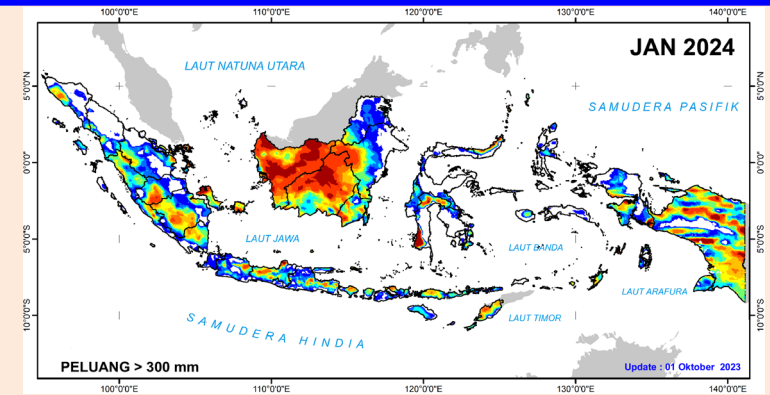 100°0'0"E 110°0'0"E 120°0'0"E 130°0'0"E 140°0'0"E
JAN 2024
LAUT NATUNA UTARA
5°0'0"N 5°0'0"N
SAMUDERA PASIFIK
0°0'0" 0°0'0"
5°0'0"S 5°0'0"S
LAUT JAWA
LAUT BANDA
LAUT ARAFURA
10°0'0"S 10°0'0"S
SAMUDERA HINDIA
LAUT TIMOR
PELUANG > 300 mm
Update : 01 Oktober 2023
100°0'0"E 110°0'0"E 120°0'0"E 130°0'0"E 140°0'0"E